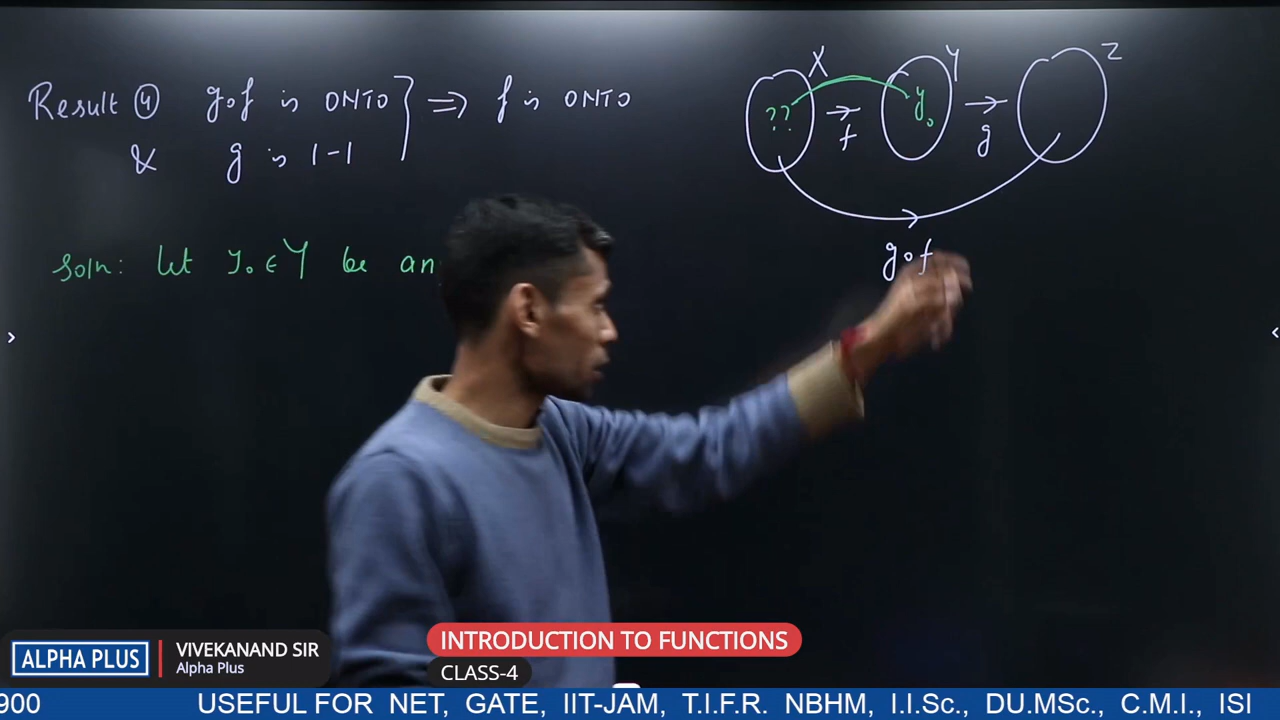 Result ④ gof is ONTO } ⇒ f is ONTO
& g is 1-1
Soln: Let y₀ ∈ Y be an
X Y Z
?? y₀
f g
gof
ALPHA PLUS
VIVEKANAND SIR
Alpha Plus
INTRODUCTION TO FUNCTIONS
CLASS-4
900 USEFUL FOR NET, GATE, IIT-JAM, T.I.F.R. NBHM, I.I.Sc., DU.MSc., C.M.I., ISI